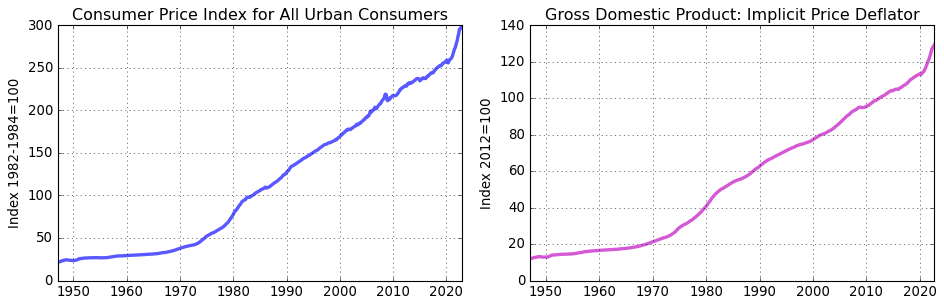 Consumer Price Index for All Urban Consumers
Index 1982-1984=100
300
250
200
150
100
50
0
1950 1960 1970 1980 1990 2000 2010 2020
Gross Domestic Product: Implicit Price Deflator
Index 2012=100
140
120
100
80
60
40
20
0
1950 1960 1970 1980 1990 2000 2010 2020